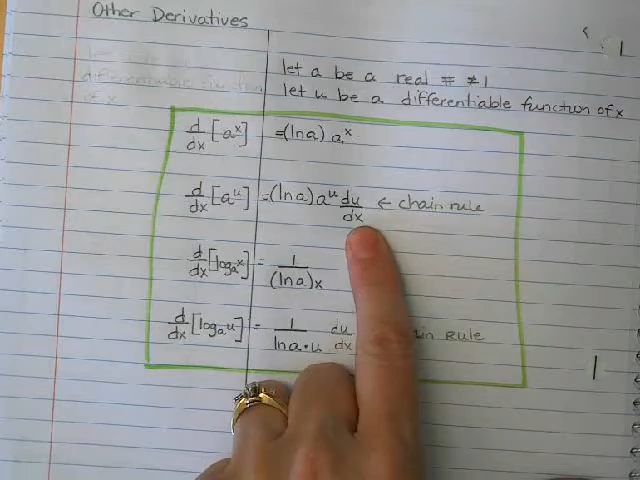 Other Derivatives
let a be a real # ≠ 1
let u be a differentiable function of x
d/dx [a^x] = (ln a) a^x
d/dx [a^u] = (ln a) a^u du/dx ← chain rule
d/dx [log_a x] = 1/(ln a) x
d/dx [log_a u] = 1/(ln a • u) du/dx rule